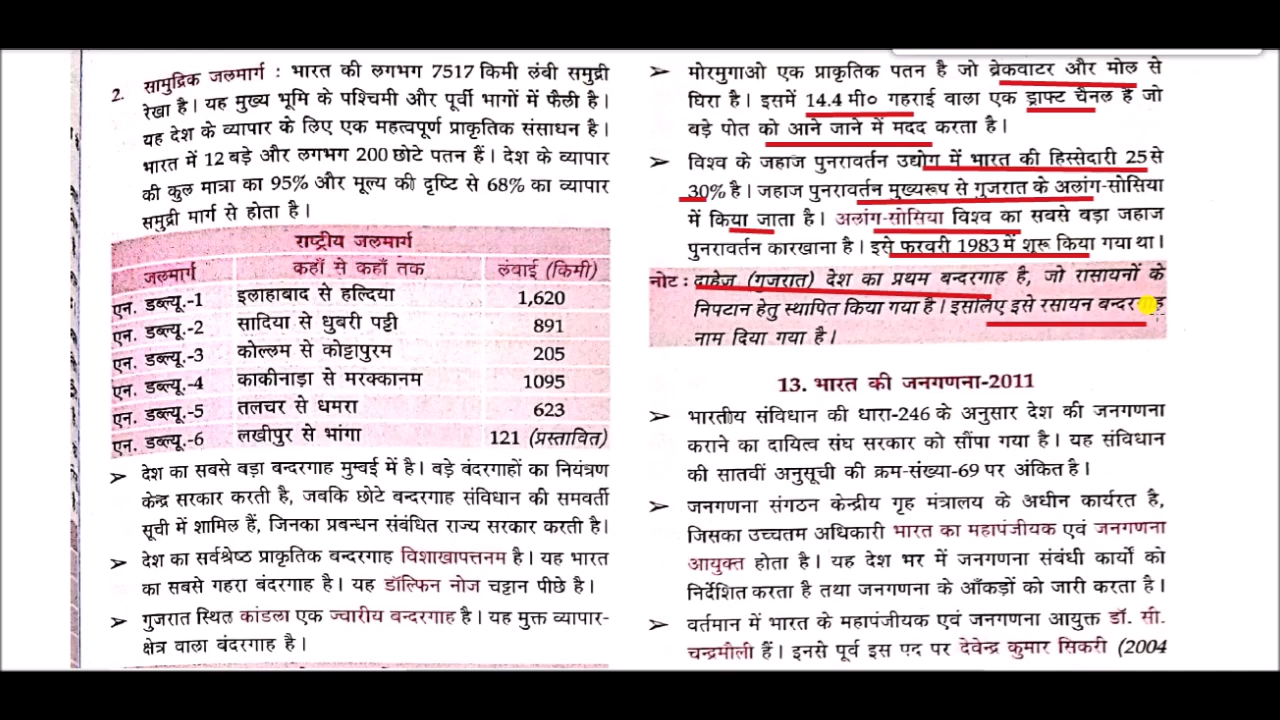 2. सामुद्रिक जलमार्ग : भारत की लगभग 7517 किमी लंबी समुद्री
रेखा है। यह मुख्य भूमि के पश्चिमी और पूर्वी भागों में फैली है।
यह देश के व्यापार के लिए एक महत्वपूर्ण प्राकृतिक संसाधन है।
भारत में 12 बड़े और लगभग 200 छोटे पतन हैं। देश के व्यापार
की कुल मात्रा का 95% और मूल्य की दृष्टि से 68% का व्यापार
समुद्री मार्ग से होता है।
राष्ट्रीय जलमार्ग
जलमार्ग कहाँ से कहाँ तक लंबाई (किमी)
एन. डब्ल्यू.-1 इलाहाबाद से हल्दिया 1,620
एन. डब्ल्यू.-2 सादिया से धुबरी पट्टी 891
एन. डब्ल्यू.-3 कोल्लम से कोट्टापुरम 205
एन. डब्ल्यू.-4 काकीनाड़ा से मरक्कानम 1095
एन. डब्ल्यू.-5 तलचर से धमरा 623
एन. डब्ल्यू.-6 लखीपुर से भांगा 121 (प्रस्तावित)
➢ देश का सबसे बड़ा बन्दरगाह मुम्बई में है। बड़े बंदरगाहों का नियंत्रण
केन्द्र सरकार करती है, जबकि छोटे बन्दरगाह संविधान की समवर्ती
सूची में शामिल हैं, जिनका प्रबन्धन संबंधित राज्य सरकार करती है।
➢ देश का सर्वश्रेष्ठ प्राकृतिक बन्दरगाह विशाखापत्तनम है। यह भारत
का सबसे गहरा बंदरगाह है। यह डॉल्फिन नोज चट्टान पीछे है।
➢ गुजरात स्थित कांडला एक ज्वारीय बन्दरगाह है। यह मुक्त व्यापार-
क्षेत्र वाला बंदरगाह है।
➢ मोरमुगाओ एक प्राकृतिक पतन है जो ब्रेकवाटर और मोल से
घिरा है। इसमें 14.4 मी० गहराई वाला एक ड्राफ्ट चैनल है जो
बड़े पोत को आने जाने में मदद करता है।
➢ विश्व के जहाज पुनरावर्तन उद्योग में भारत की हिस्सेदारी 25 से
30% है। जहाज पुनरावर्तन मुख्यरूप से गुजरात के अलांग-सोसिया
में किया जाता है। अलांग-सोसिया विश्व का सबसे बड़ा जहाज
पुनरावर्तन कारखाना है। इसे फरवरी 1983 में शुरू किया गया था।
नोट : दाहेज (गुजरात) देश का प्रथम बन्दरगाह है, जो रासायनों के
निपटान हेतु स्थापित किया गया है। इसलिए इसे रसायन बन्दरगाह
नाम दिया गया है।
13. भारत की जनगणना-2011
➢ भारतीय संविधान की धारा-246 के अनुसार देश की जनगणना
कराने का दायित्व संघ सरकार को सौंपा गया है। यह संविधान
की सातवीं अनुसूची की क्रम-संख्या-69 पर अंकित है।
➢ जनगणना संगठन केन्द्रीय गृह मंत्रालय के अधीन कार्यरत है,
जिसका उच्चतम अधिकारी भारत का महापंजीयक एवं जनगणना
आयुक्त होता है। यह देश भर में जनगणना संबंधी कार्यों को
निर्देशित करता है तथा जनगणना के आँकड़ों को जारी करता है।
➢ वर्तमान में भारत के महापंजीयक एवं जनगणना आयुक्त डॉ. सी.
चन्द्रमौली हैं। इनसे पूर्व इस पद पर देवेन्द्र कुमार सिकरी (2004